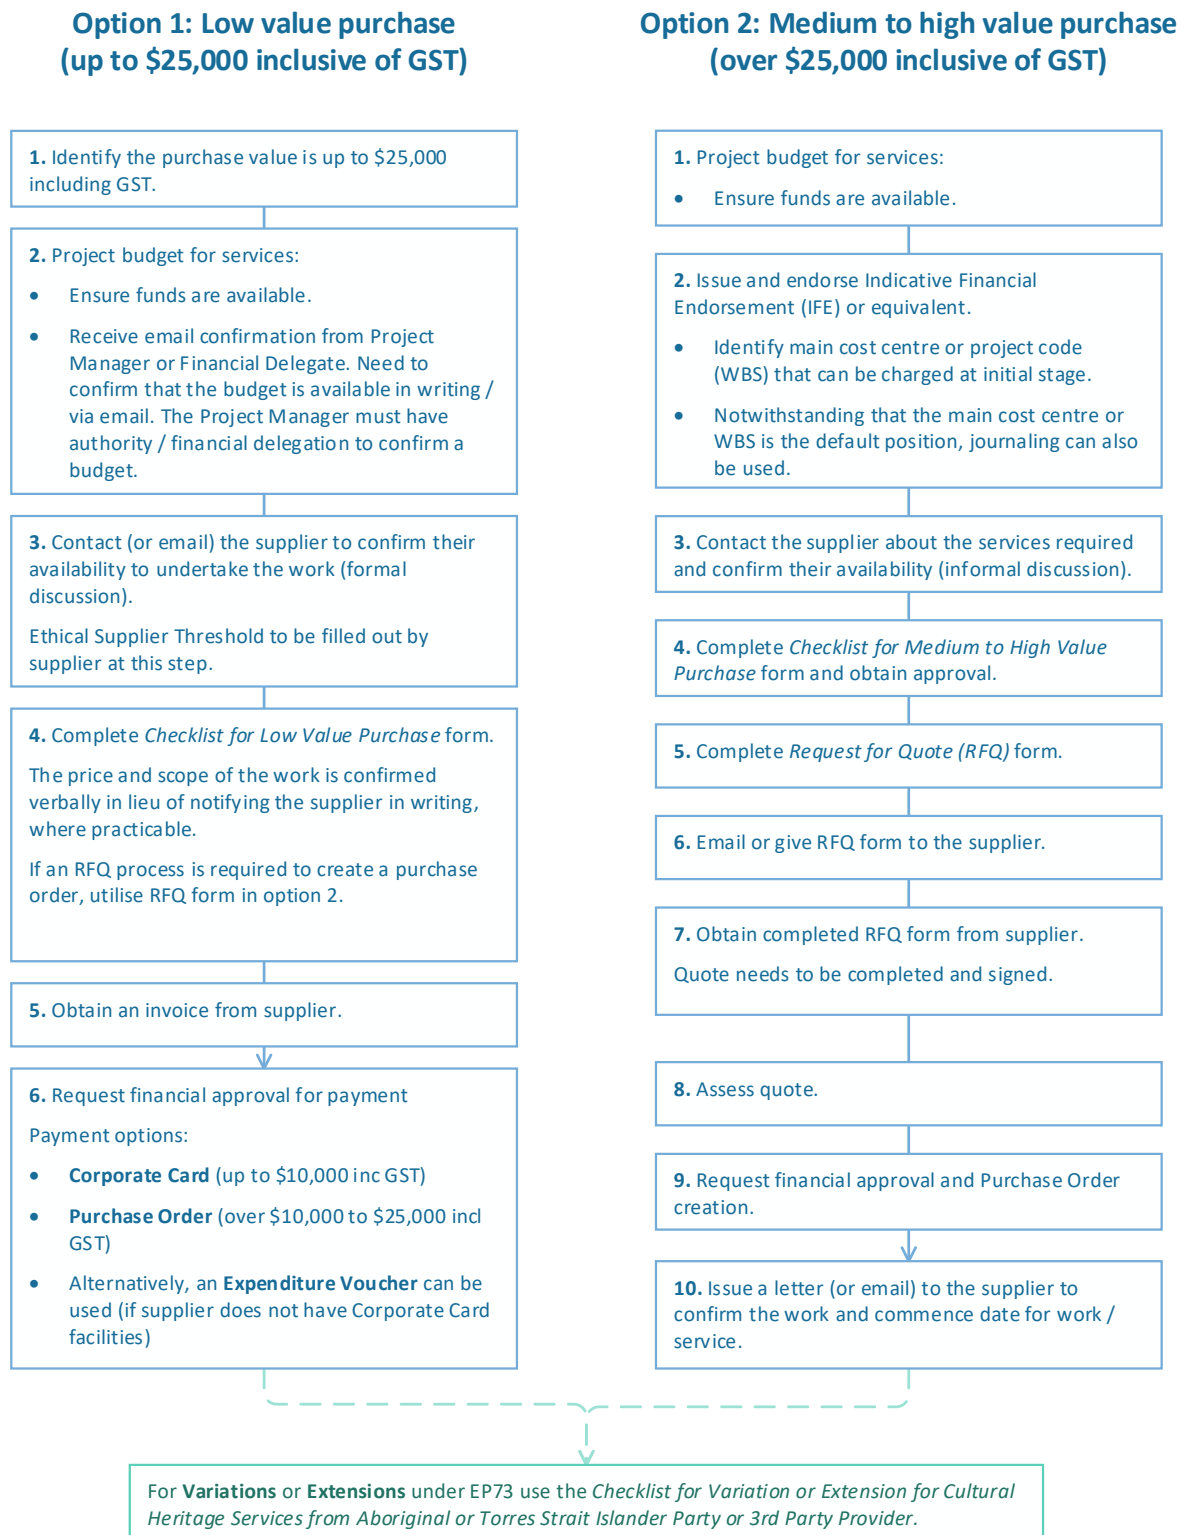 Option 1: Low value purchase
(up to $25,000 inclusive of GST)
1. Identify the purchase value is up to $25,000
including GST.
2. Project budget for services:
• Ensure funds are available.
• Receive email confirmation from Project
Manager or Financial Delegate. Need to
confirm that the budget is available in writing /
via email. The Project Manager must have
authority / financial delegation to confirm a
budget.
3. Contact (or email) the supplier to confirm their
availability to undertake the work (formal
discussion).
Ethical Supplier Threshold to be filled out by
supplier at this step.
4. Complete Checklist for Low Value Purchase form.
The price and scope of the work is confirmed
verbally in lieu of notifying the supplier in writing,
where practicable.
If an RFQ process is required to create a purchase
order, utilise RFQ form in option 2.
5. Obtain an invoice from supplier.
6. Request financial approval for payment
Payment options:
• Corporate Card (up to $10,000 inc GST)
• Purchase Order (over $10,000 to $25,000 incl
GST)
• Alternatively, an Expenditure Voucher can be
used (if supplier does not have Corporate Card
facilities)
Option 2: Medium to high value purchase
(over $25,000 inclusive of GST)
1. Project budget for services:
• Ensure funds are available.
2. Issue and endorse Indicative Financial
Endorsement (IFE) or equivalent.
• Identify main cost centre or project code
(WBS) that can be charged at initial stage.
• Notwithstanding that the main cost centre or
WBS is the default position, journaling can also
be used.
3. Contact the supplier about the services required
and confirm their availability (informal discussion).
4. Complete Checklist for Medium to High Value
Purchase form and obtain approval.
5. Complete Request for Quote (RFQ) form.
6. Email or give RFQ form to the supplier.
7. Obtain completed RFQ form from supplier.
Quote needs to be completed and signed.
8. Assess quote.
9. Request financial approval and Purchase Order
creation.
10. Issue a letter (or email) to the supplier to
confirm the work and commence date for work /
service.
For Variations or Extensions under EP73 use the Checklist for Variation or Extension for Cultural
Heritage Services from Aboriginal or Torres Strait Islander Party or 3rd Party Provider.